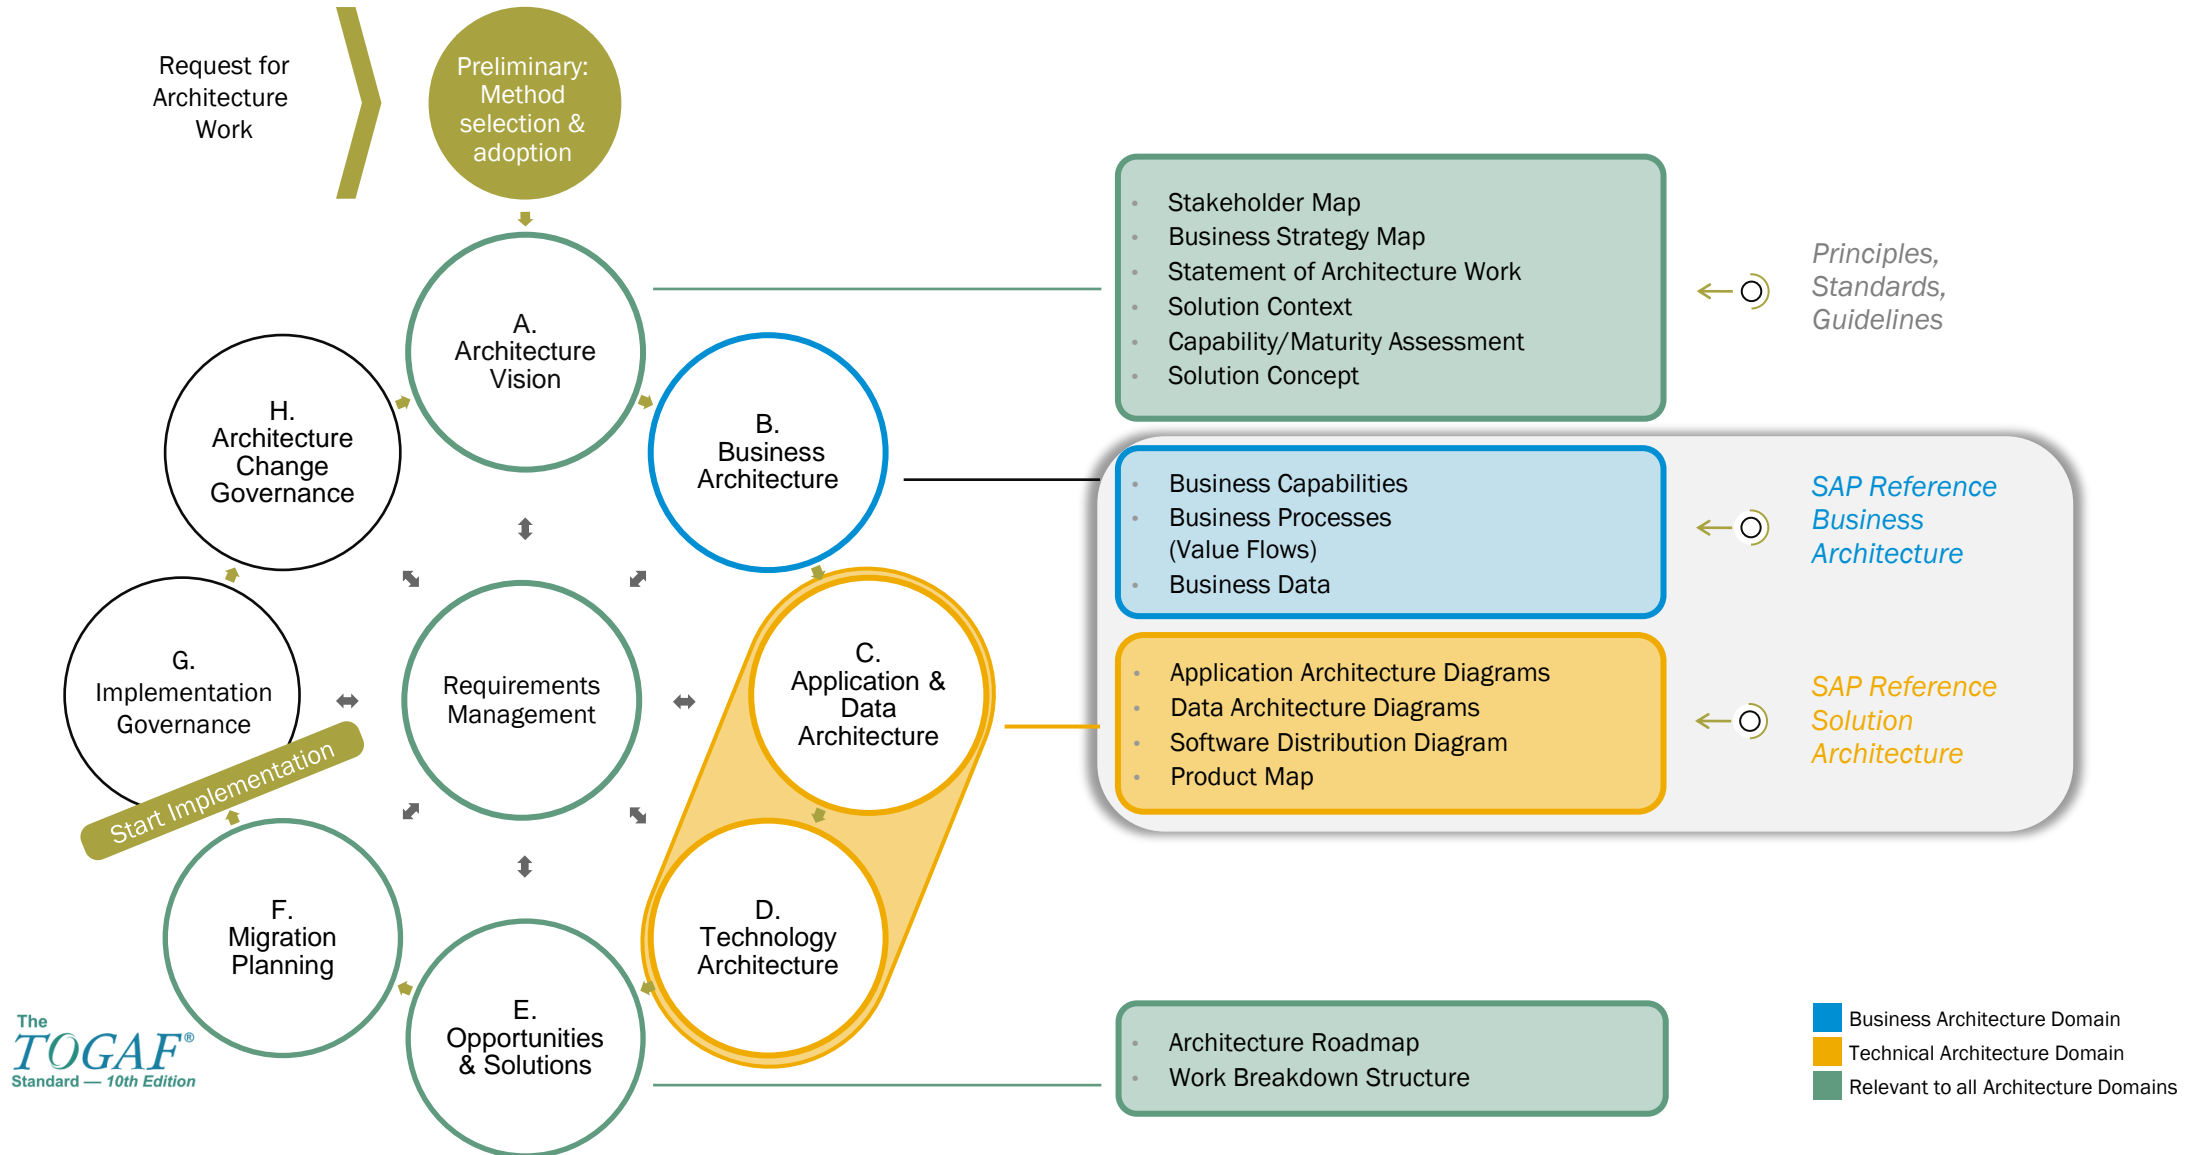 Request for
Architecture
Work
Preliminary:
Method
selection &
adoption
A.
Architecture
Vision
B.
Business
Architecture
C.
Application &
Data
Architecture
D.
Technology
Architecture
E.
Opportunities
& Solutions
F.
Migration
Planning
Start Implementation
G.
Implementation
Governance
H.
Architecture
Change
Governance
Requirements
Management
Stakeholder Map
Business Strategy Map
Statement of Architecture Work
Solution Context
Capability/Maturity Assessment
Solution Concept
Principles,
Standards,
Guidelines
Business Capabilities
Business Processes
(Value Flows)
Business Data
SAP Reference
Business
Architecture
Application Architecture Diagrams
Data Architecture Diagrams
Software Distribution Diagram
Product Map
SAP Reference
Solution
Architecture
Architecture Roadmap
Work Breakdown Structure
The
TOGAF®
Standard — 10th Edition
Business Architecture Domain
Technical Architecture Domain
Relevant to all Architecture Domains